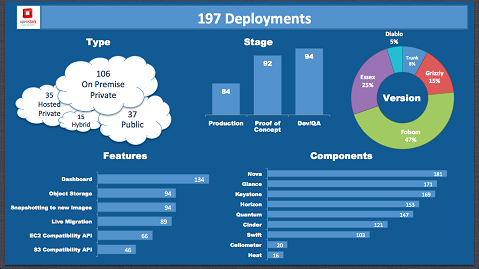 openstack
197 Deployments
Type
106
On Premise
Private
35
Hosted
Private
15
Hybrid
37
Public
Stage
84
92
94
Production
Proof of
Concept
Dev/QA
Diablo
5%
Trunk
8%
Grizzly
15%
Essex
25%
Version
Folsom
47%
Features
Dashboard 134
Object Storage 94
Snapshotting to new Images 94
Live Migration 89
EC2 Compatibility API 66
S3 Compatibility API 46
Components
Nova 181
Glance 171
Keystone 169
Horizon 153
Quantum 147
Cinder 121
Swift 103
Ceilometer 20
Heat 16